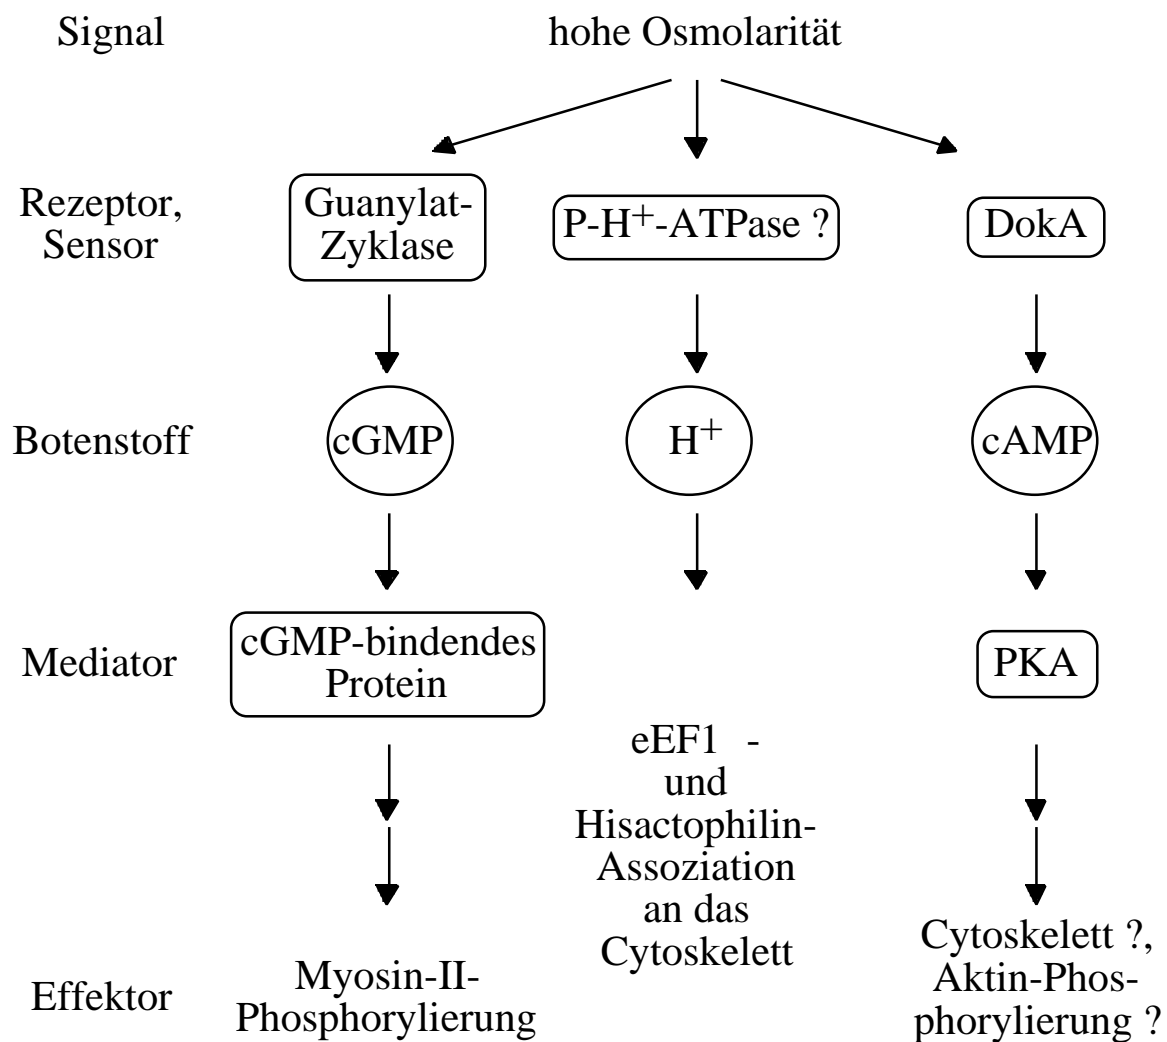 Signal
hohe Osmolarität
Rezeptor,
Sensor
Guanylat-
Zyklase
P-H⁺-ATPase ?
DokA
Botenstoff
cGMP
H⁺
cAMP
Mediator
cGMP-bindendes
Protein
PKA
eEF1 -
und
Hisactophilin-
Assoziation
an das
Cytoskelett
Effektor
Myosin-II-
Phosphorylierung
Cytoskelett ?,
Aktin-Phos-
phorylierung ?